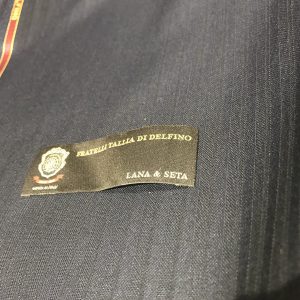 FRATELLI TALLIA DI DELFINO
LANA & SETA